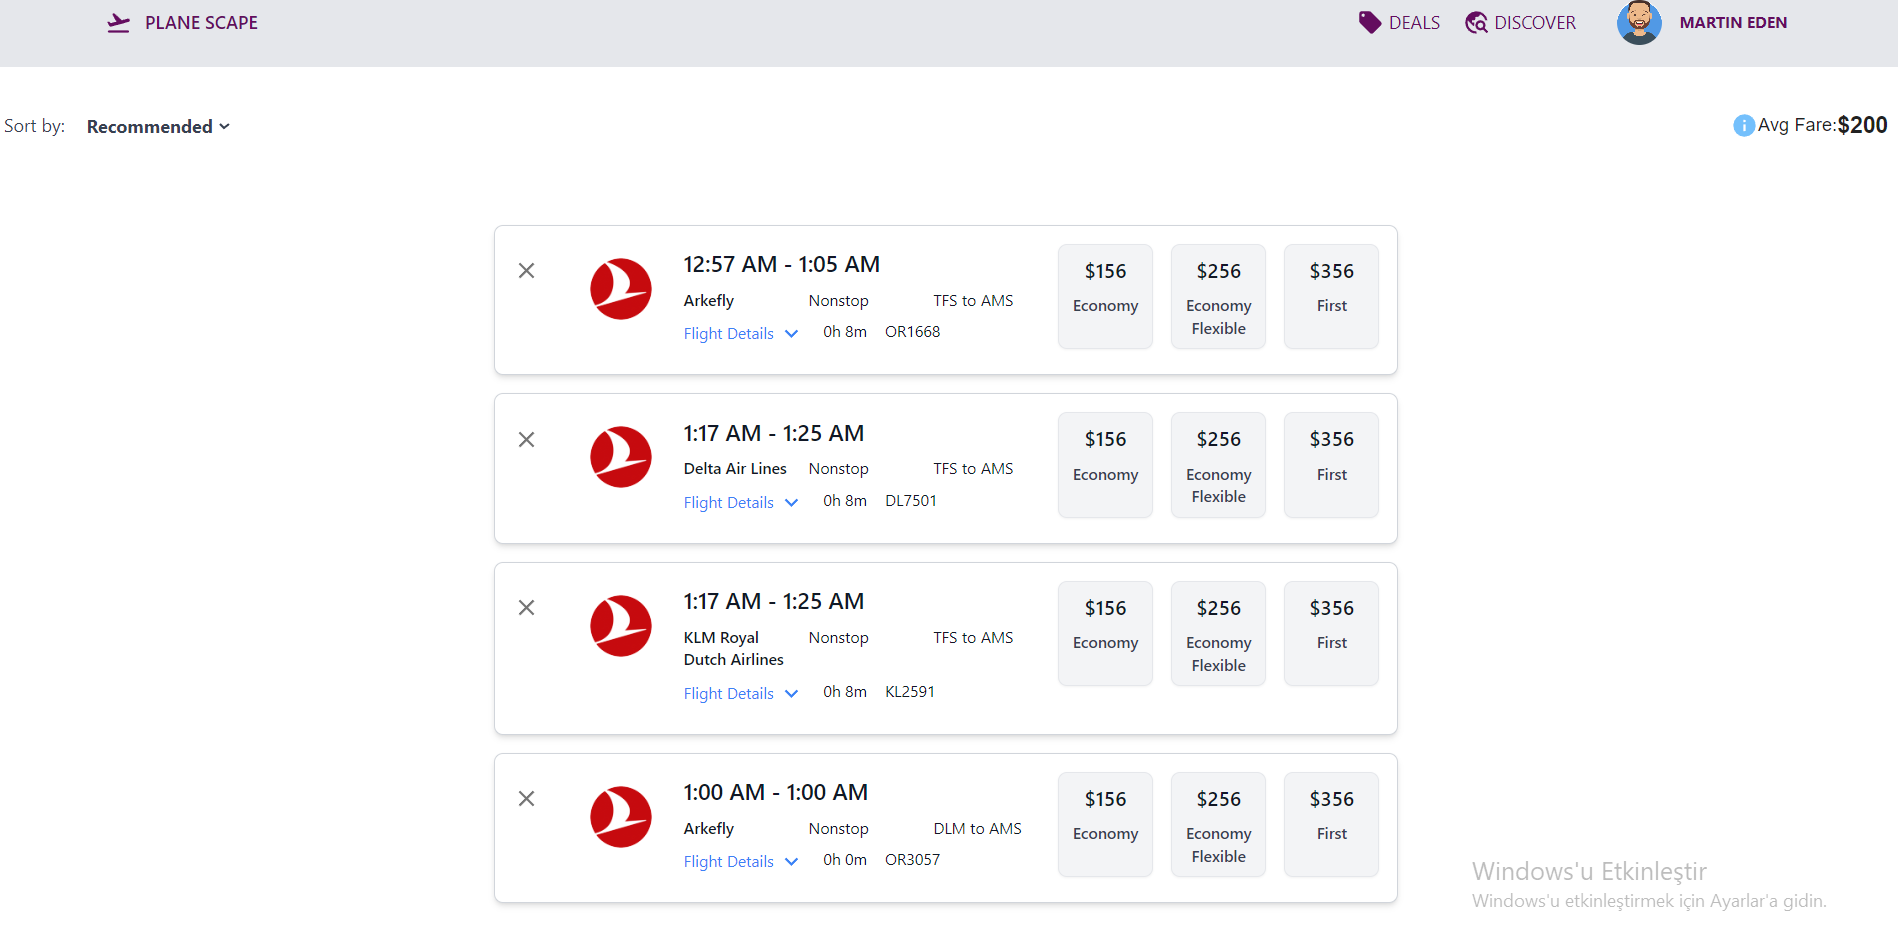 PLANE SCAPE
DEALS
DISCOVER
MARTIN EDEN
Sort by: Recommended
Avg Fare:$200
12:57 AM - 1:05 AM
Arkefly Nonstop TFS to AMS
Flight Details 0h 8m OR1668
$156
Economy
$256
Economy
Flexible
$356
First
1:17 AM - 1:25 AM
Delta Air Lines Nonstop TFS to AMS
Flight Details 0h 8m DL7501
$156
Economy
$256
Economy
Flexible
$356
First
1:17 AM - 1:25 AM
KLM Royal
Dutch Airlines
Nonstop TFS to AMS
Flight Details 0h 8m KL2591
$156
Economy
$256
Economy
Flexible
$356
First
1:00 AM - 1:00 AM
Arkefly Nonstop DLM to AMS
Flight Details 0h 0m OR3057
$156
Economy
$256
Economy
Flexible
$356
First
Windows'u Etkinleştir
Windows'u etkinleştirmek için Ayarlar'a gidin.